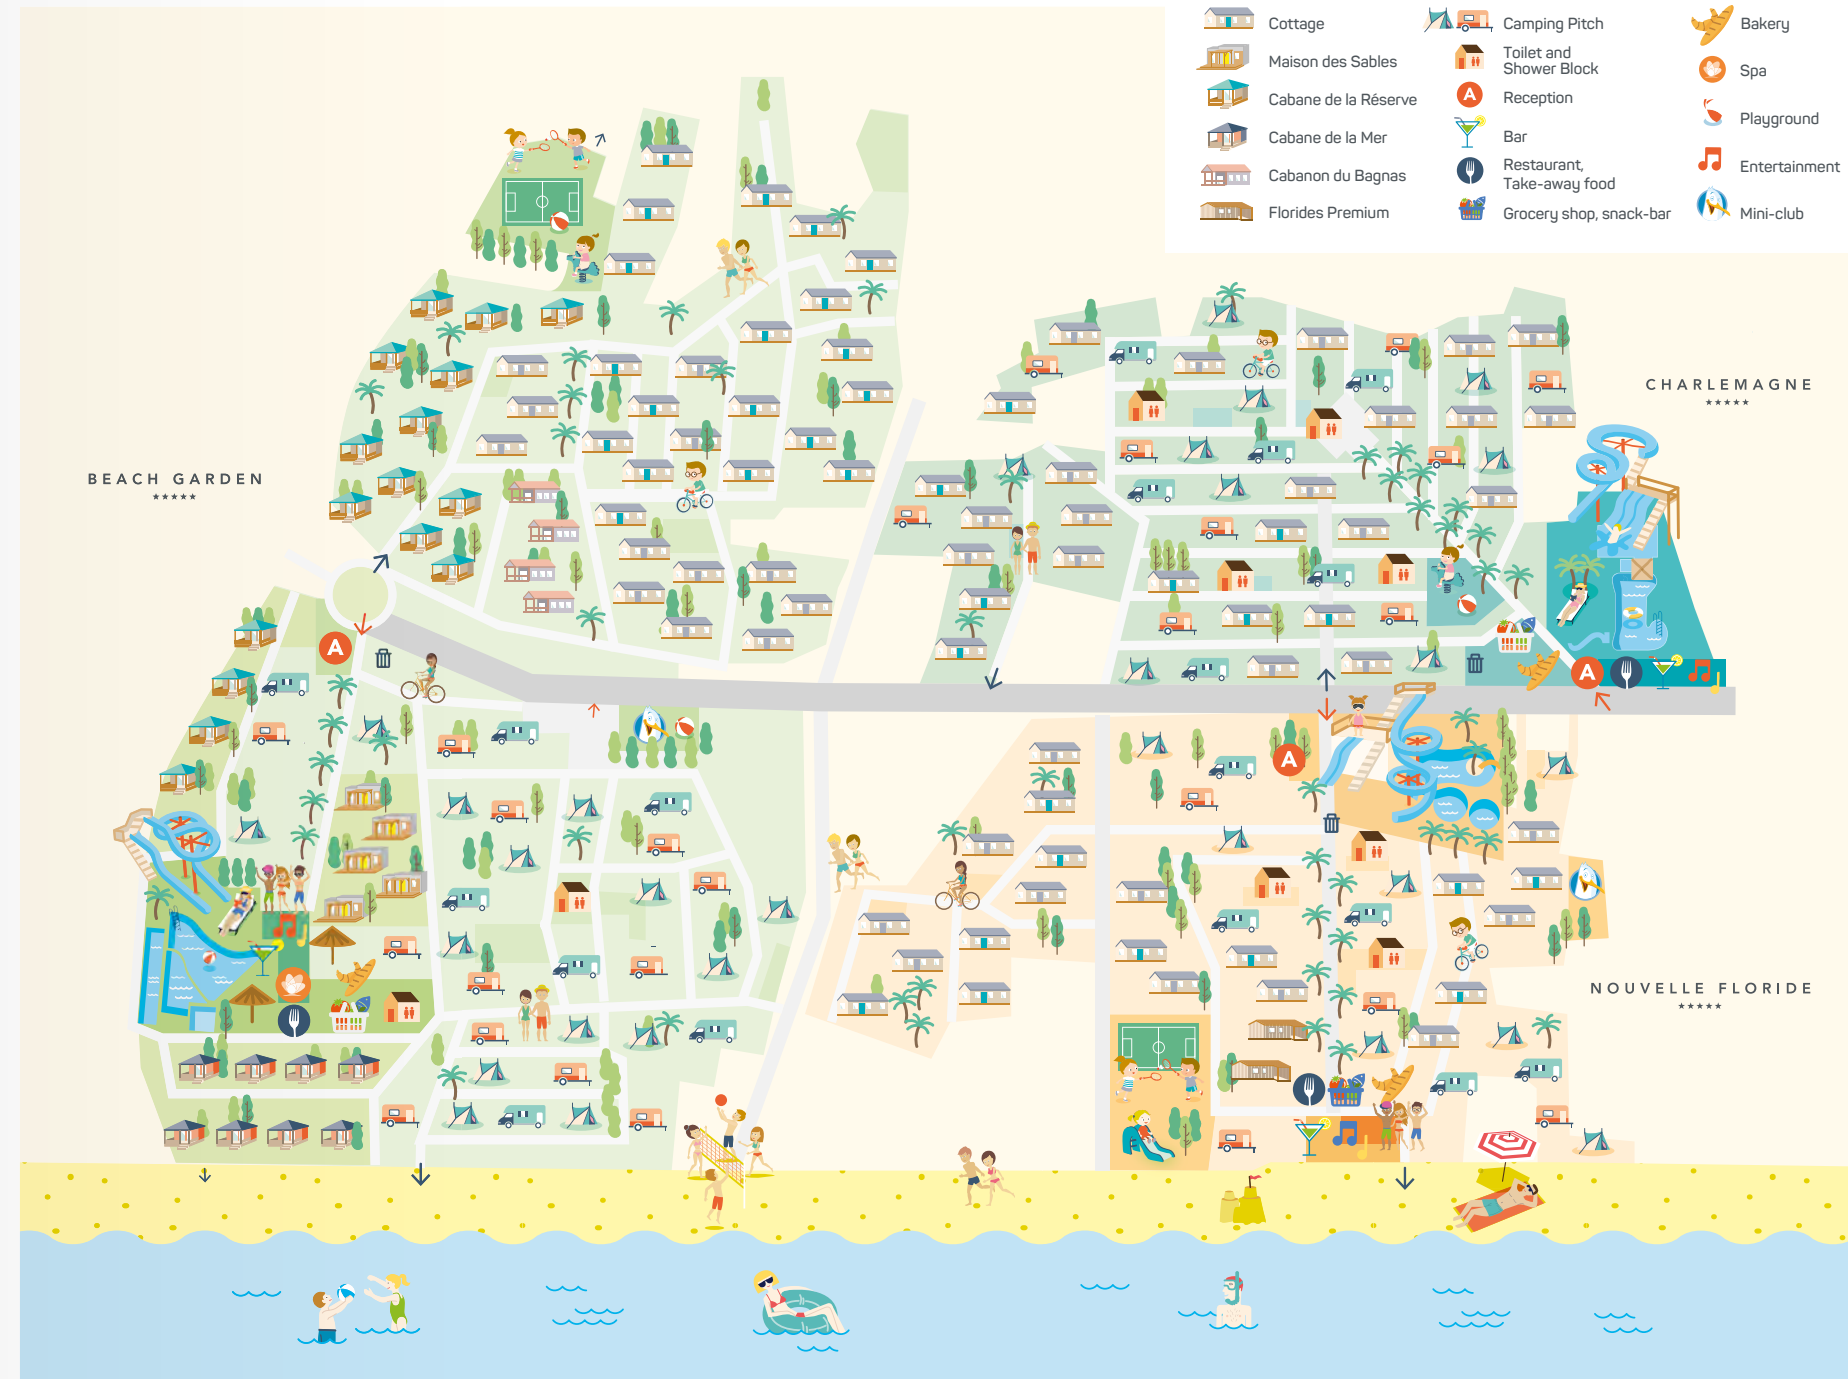 Cottage
Maison des Sables
Cabane de la Réserve
Cabane de la Mer
Cabanon du Bagnas
Florides Premium
Camping Pitch
Toilet and
Shower Block
A
Reception
Bar
Restaurant,
Take-away food
Grocery shop, snack-bar
Bakery
Spa
Playground
Entertainment
Mini-club
CHARLEMAGNE
★★★★★
BEACH GARDEN
★★★★★
A
A
A
NOUVELLE FLORIDE
★★★★★